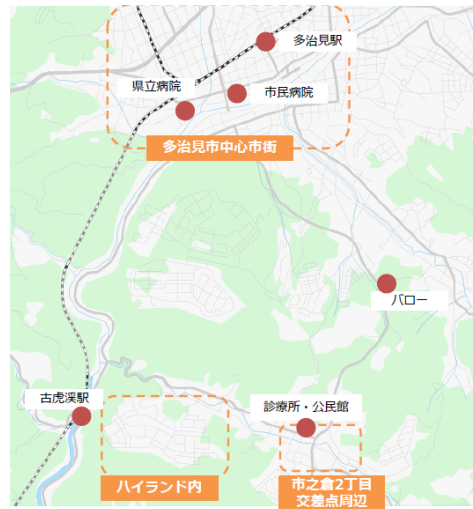 多治見駅
県立病院
市民病院
多治見市中心市街
バロー
古虎渓駅
診療所・公民館
ハイランド内
市之倉2丁目
交差点周辺